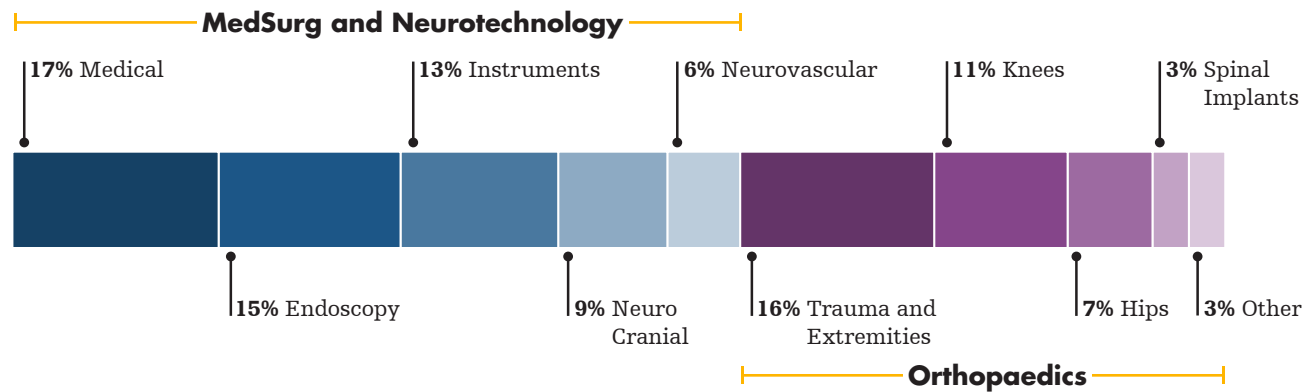 MedSurg and Neurotechnology
17% Medical
13% Instruments
6% Neurovascular
11% Knees
3% Spinal
Implants
15% Endoscopy
9% Neuro
Cranial
16% Trauma and
Extremities
7% Hips
3% Other
Orthopaedics